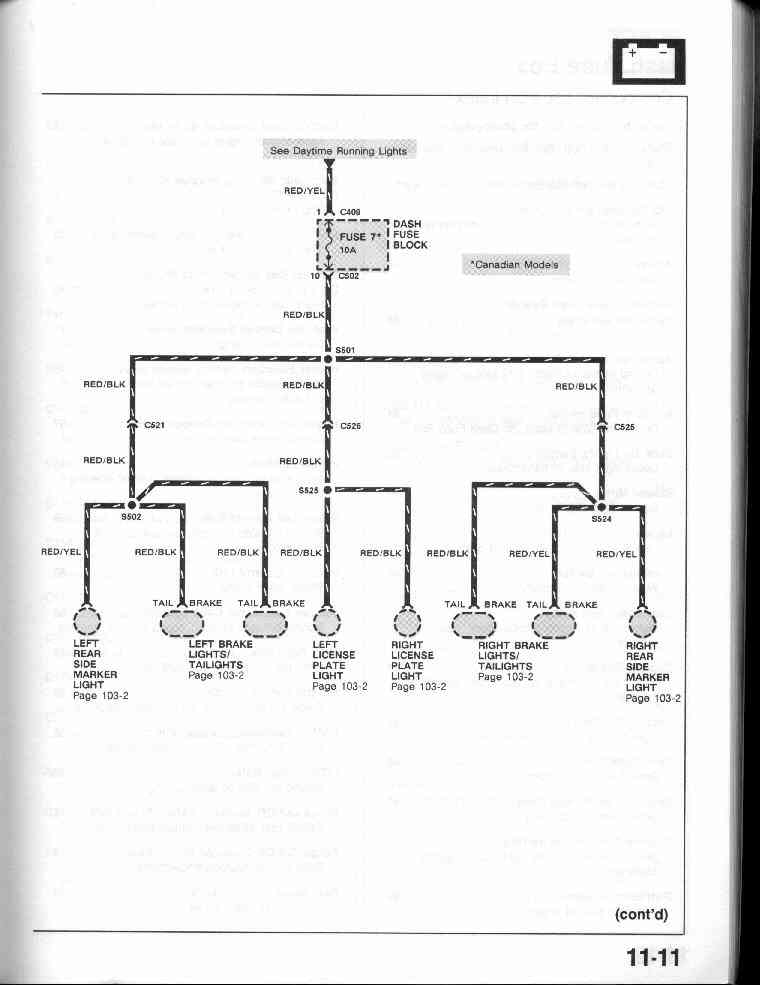 + −
See Daytime Running Lights
RED/YEL
1 C409
FUSE 7*
10A
DASH
FUSE
BLOCK
*Canadian Models
10 C502
RED/BLK
S501
RED/BLK RED/BLK RED/BLK
C521 C526 C525
RED/BLK RED/BLK
S525
S502 S524
RED/YEL RED/BLK RED/BLK RED/BLK RED/BLK RED/BLK RED/YEL RED/YEL
TAIL BRAKE TAIL BRAKE TAIL BRAKE TAIL BRAKE
LEFT
REAR
SIDE
MARKER
LIGHT
Page 103-2
LEFT BRAKE
LIGHTS/
TAILIGHTS
Page 103-2
LEFT
LICENSE
PLATE
LIGHT
Page 103-2
RIGHT
LICENSE
PLATE
LIGHT
Page 103-2
RIGHT BRAKE
LIGHTS/
TAILIGHTS
Page 103-2
RIGHT
REAR
SIDE
MARKER
LIGHT
Page 103-2
(cont'd)
11-11